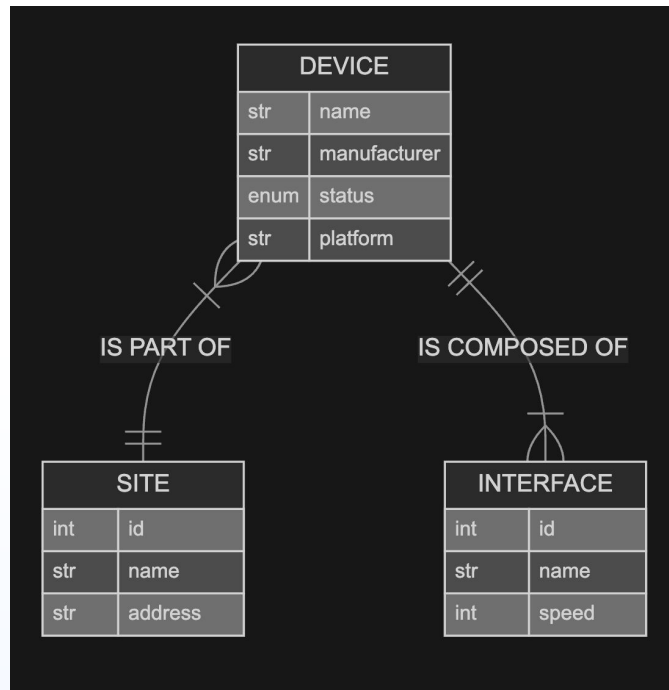 DEVICE
str name
str manufacturer
enum status
str platform
IS PART OF
IS COMPOSED OF
SITE
int id
str name
str address
INTERFACE
int id
str name
int speed